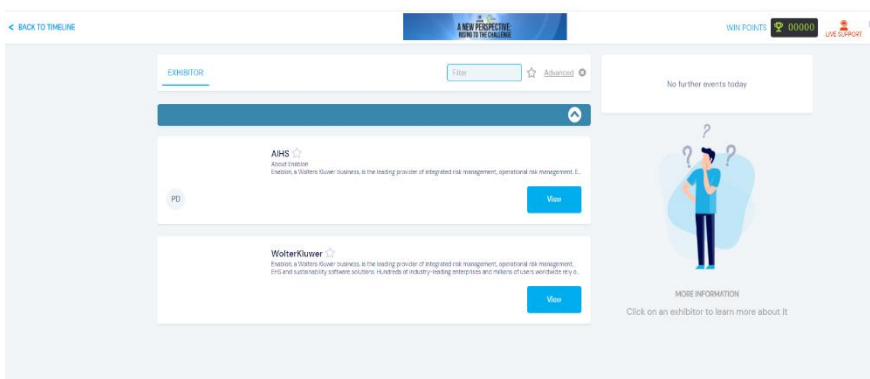 < BACK TO TIMELINE
A NEW PERSPECTIVE:
RISING TO THE CHALLENGE
WIN POINTS 00000
LIVE SUPPORT
EXHIBITOR
Filter
Advanced
No further events today
AIHS
About Enablon
Enablon, a Wolters Kluwer business, is the leading provider of integrated risk management, operational risk management, E...
PD
View
WolterKluwer
Enablon, a Wolters Kluwer business, is the leading provider of integrated risk management, operational risk management,
EHS and sustainability software solutions. Hundreds of industry-leading enterprises and millions of users worldwide rely o...
View
? ? ?
MORE INFORMATION
Click on an exhibitor to learn more about it